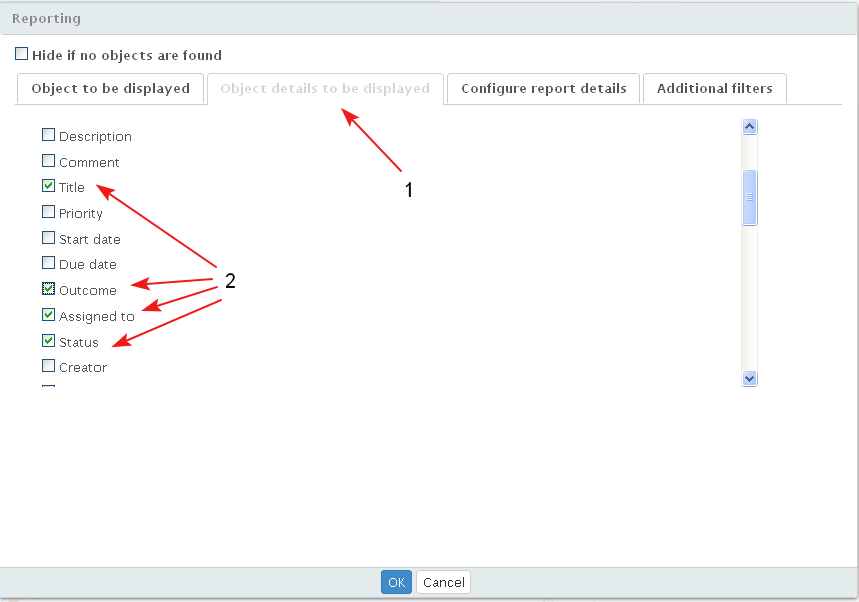 Reporting
Hide if no objects are found
Object to be displayed Object details to be displayed Configure report details Additional filters
Description
Comment
1
Title
Priority
Start date
Due date
2
Outcome
Assigned to
Status
Creator
OK Cancel